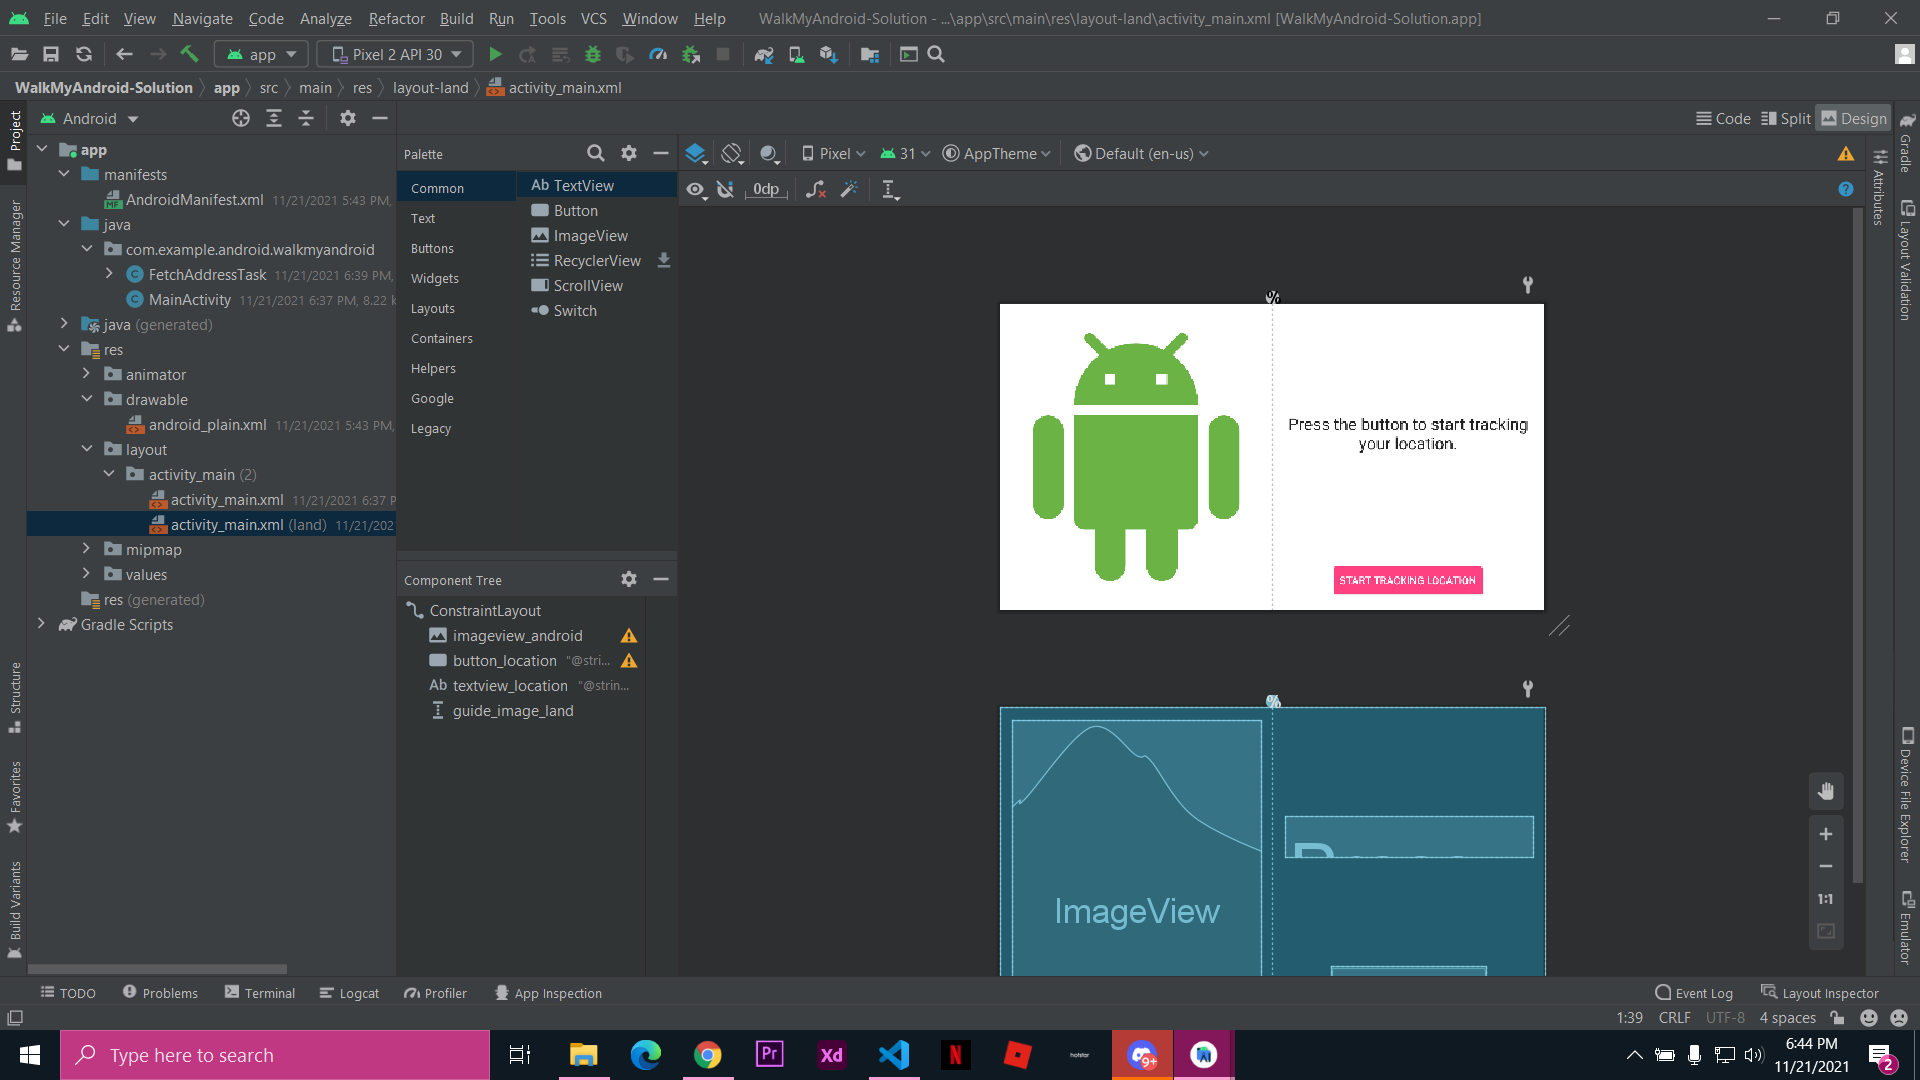 File Edit View Navigate Code Analyze Refactor Build Run Tools VCS Window Help WalkMyAndroid-Solution - ...\app\src\main\res\layout-land\activity_main.xml [WalkMyAndroid-Solution.app]
app Pixel 2 API 30
WalkMyAndroid-Solution app src main res layout-land activity_main.xml
Project
Resource Manager
Structure
Favorites
Build Variants
Android
app
manifests
AndroidManifest.xml 11/21/2021 5:43 PM,
java
com.example.android.walkmyandroid
FetchAddressTask 11/21/2021 6:39 PM,
MainActivity 11/21/2021 6:37 PM, 8.22 k
java (generated)
res
animator
drawable
android_plain.xml 11/21/2021 5:43 PM,
layout
activity_main (2)
activity_main.xml 11/21/2021 6:37 P
activity_main.xml (land) 11/21/202
mipmap
values
res (generated)
Gradle Scripts
Palette
Common
Text
Buttons
Widgets
Layouts
Containers
Helpers
Google
Legacy
Ab TextView
Button
ImageView
RecyclerView
ScrollView
Switch
Component Tree
ConstraintLayout
imageview_android
button_location "@stri...
Ab textview_location "@strin...
guide_image_land
Code Split Design
Pixel 31 AppTheme Default (en-us)
0dp
%
Press the button to start tracking
your location.
START TRACKING LOCATION
%
ImageView
1:1
Gradle
Attributes
Layout Validation
Device File Explorer
Emulator
TODO Problems Terminal Logcat Profiler App Inspection Event Log Layout Inspector
1:39 CRLF UTF-8 4 spaces
Type here to search
Pr
Xd
N
hotstar
9+
6:44 PM
11/21/2021
2